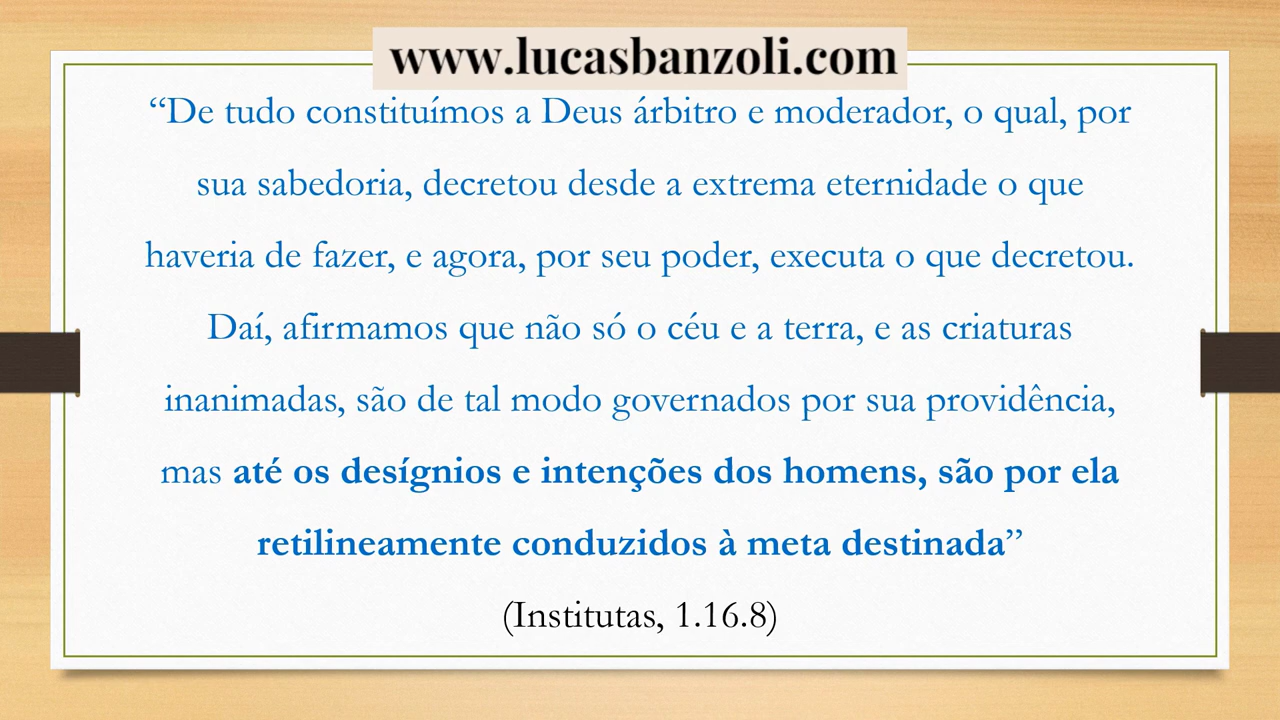 www.lucasbanzoli.com
“De tudo constituímos a Deus árbitro e moderador, o qual, por
sua sabedoria, decretou desde a extrema eternidade o que
haveria de fazer, e agora, por seu poder, executa o que decretou.
Daí, afirmamos que não só o céu e a terra, e as criaturas
inanimadas, são de tal modo governados por sua providência,
mas até os desígnios e intenções dos homens, são por ela
retilineamente conduzidos à meta destinada”
(Institutas, 1.16.8)